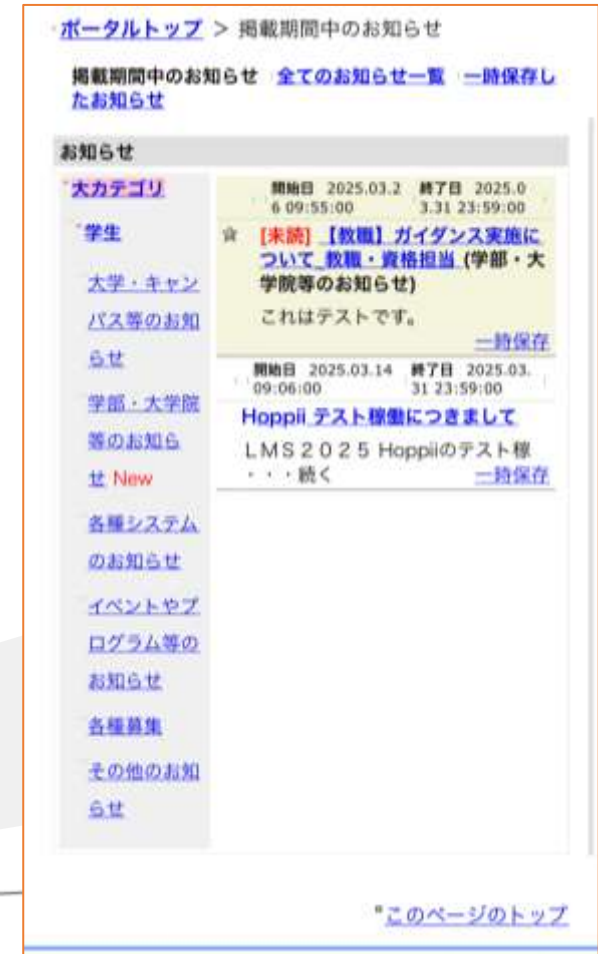 ポータルトップ > 掲載期間中のお知らせ
掲載期間中のお知らせ 全てのお知らせ一覧 一時保存し
たお知らせ
お知らせ
大カテゴリ
学生
大学・キャン
パス等のお知
らせ
学部・大学院
等のお知ら
せ New
各種システム
のお知らせ
イベントやプ
ログラム等の
お知らせ
各種募集
その他のお知
らせ
開始日 2025.03.2 終了日 2025.0
6 09:55:00 3.31 23:59:00
☆ [未読] 【教職】ガイダンス実施に
ついて_教職・資格担当 (学部・大
学院等のお知らせ)
これはテストです。
一時保存
開始日 2025.03.14 終了日 2025.03.
09:06:00 31 23:59:00
Hoppii テスト稼働につきまして
LMS2025 Hoppiiのテスト稼
・・・続く 一時保存
このページのトップ